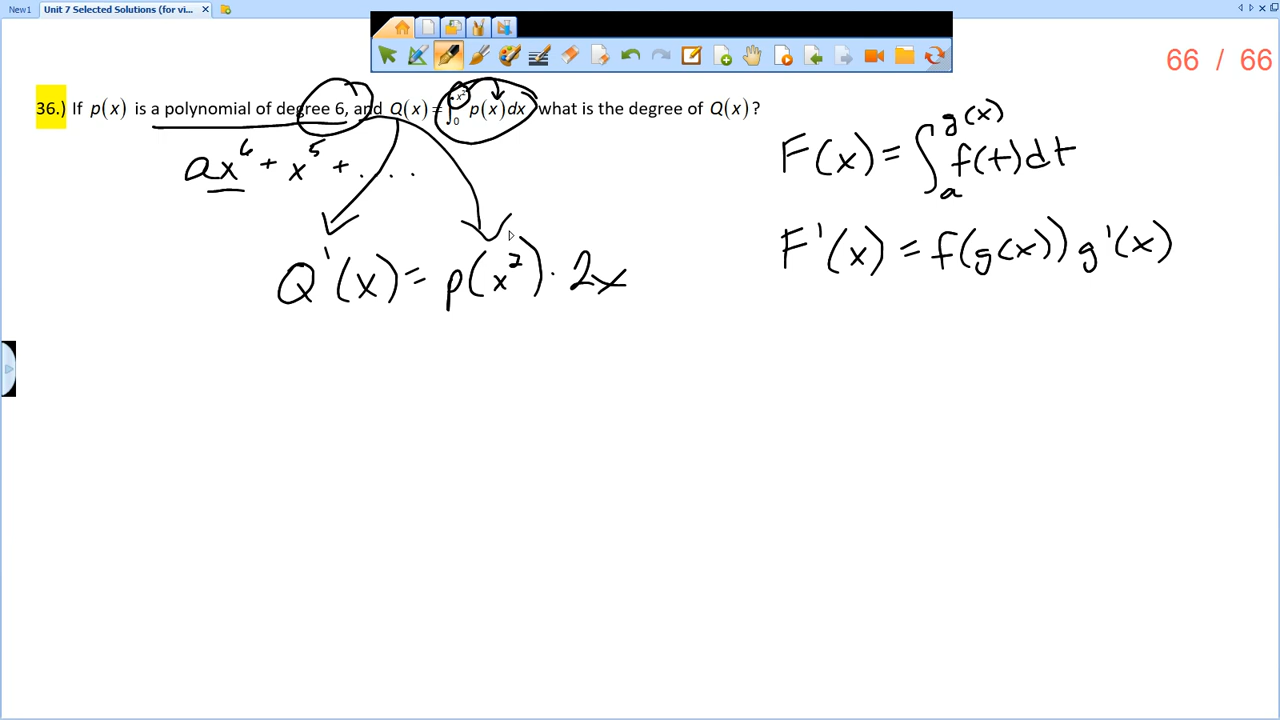 New1 Unit 7 Selected Solutions (for vi...
66 / 66
36.) If p(x) is a polynomial of degree 6, and Q(x) = ∫₀^{x²} p(x)dx what is the degree of Q(x)?
ax⁶ + x⁵ + . . . .
F(x) = ∫ₐ^{g(x)} f(t)dt
Q'(x) = p(x²) · 2x
F'(x) = f(g(x)) g'(x)